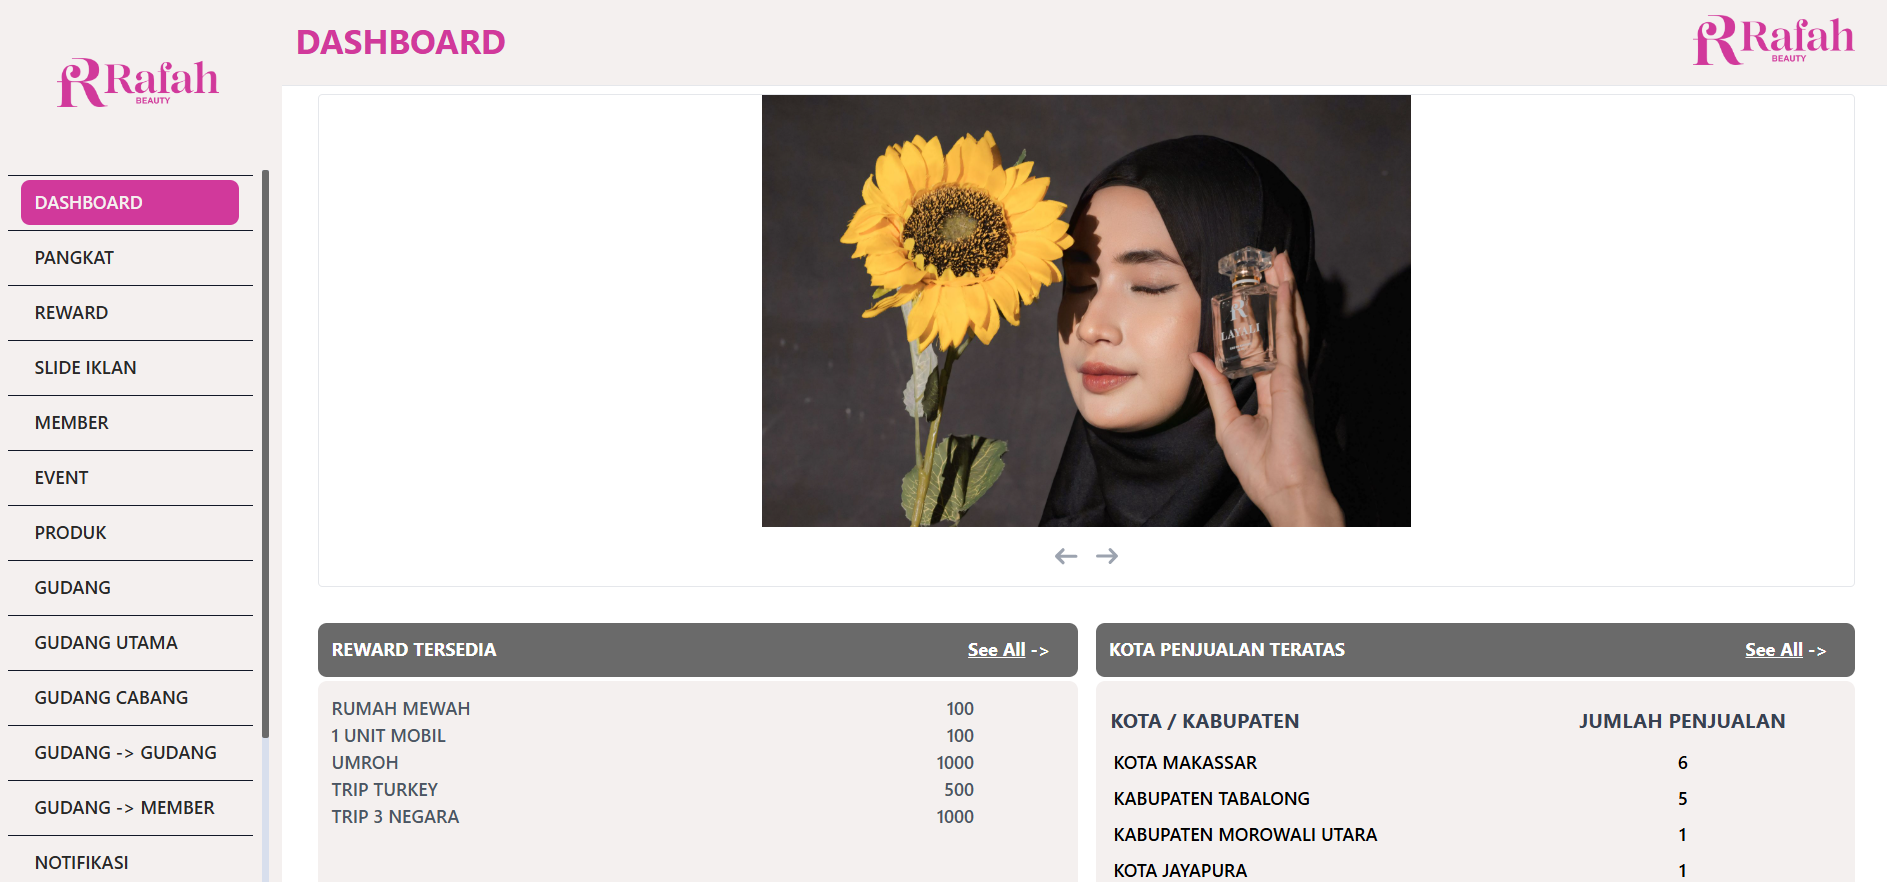 Rafah
BEAUTY
DASHBOARD
PANGKAT
REWARD
SLIDE IKLAN
MEMBER
EVENT
PRODUK
GUDANG
GUDANG UTAMA
GUDANG CABANG
GUDANG -> GUDANG
GUDANG -> MEMBER
NOTIFIKASI
DASHBOARD
Rafah
BEAUTY
LAYALI
REWARD TERSEDIA See All ->
RUMAH MEWAH 100
1 UNIT MOBIL 100
UMROH 1000
TRIP TURKEY 500
TRIP 3 NEGARA 1000
KOTA PENJUALAN TERATAS See All ->
KOTA / KABUPATEN JUMLAH PENJUALAN
KOTA MAKASSAR 6
KABUPATEN TABALONG 5
KABUPATEN MOROWALI UTARA 1
KOTA JAYAPURA 1